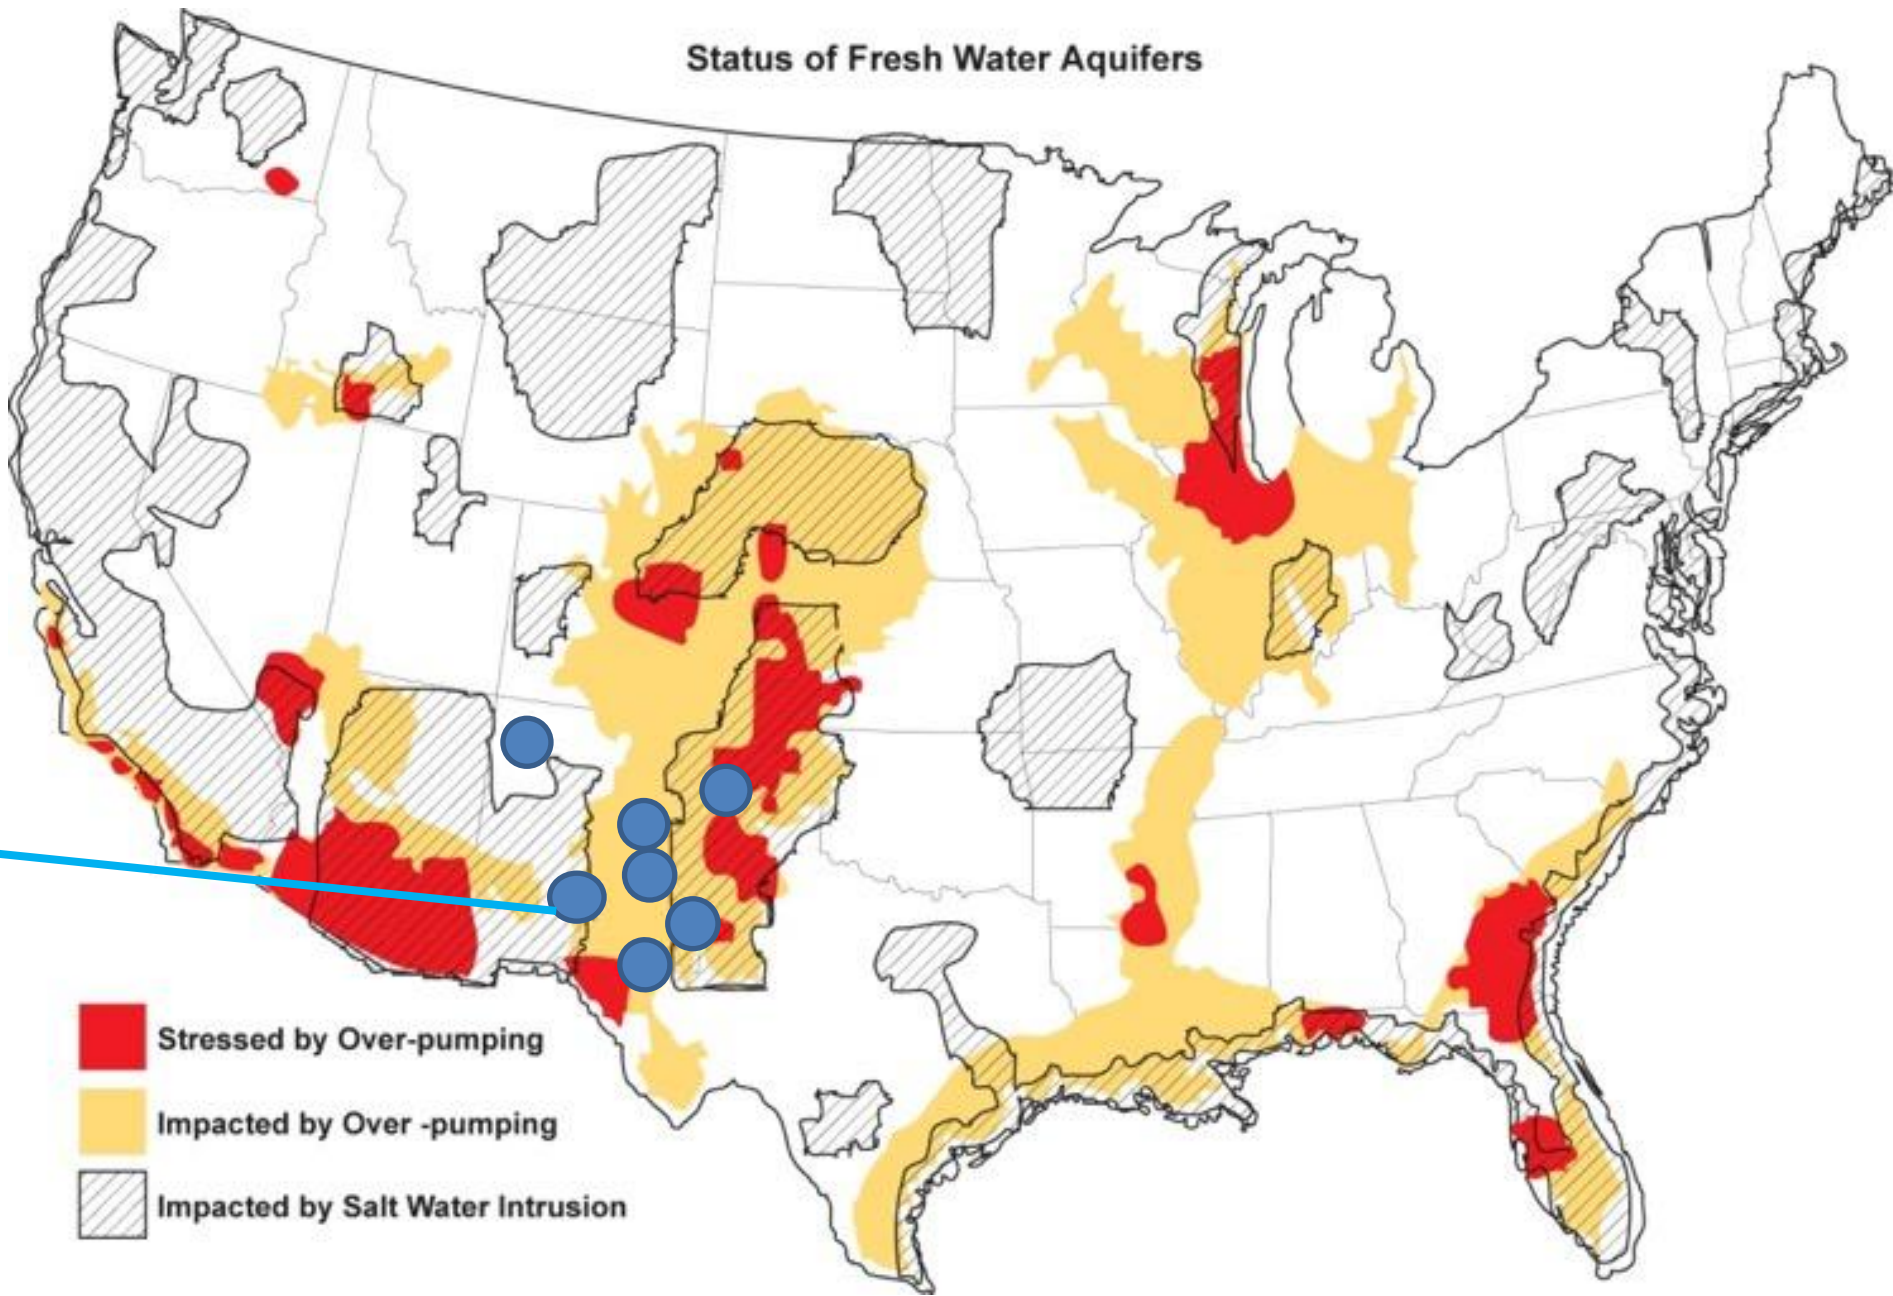 Status of Fresh Water Aquifers
Stressed by Over-pumping
Impacted by Over -pumping
Impacted by Salt Water Intrusion